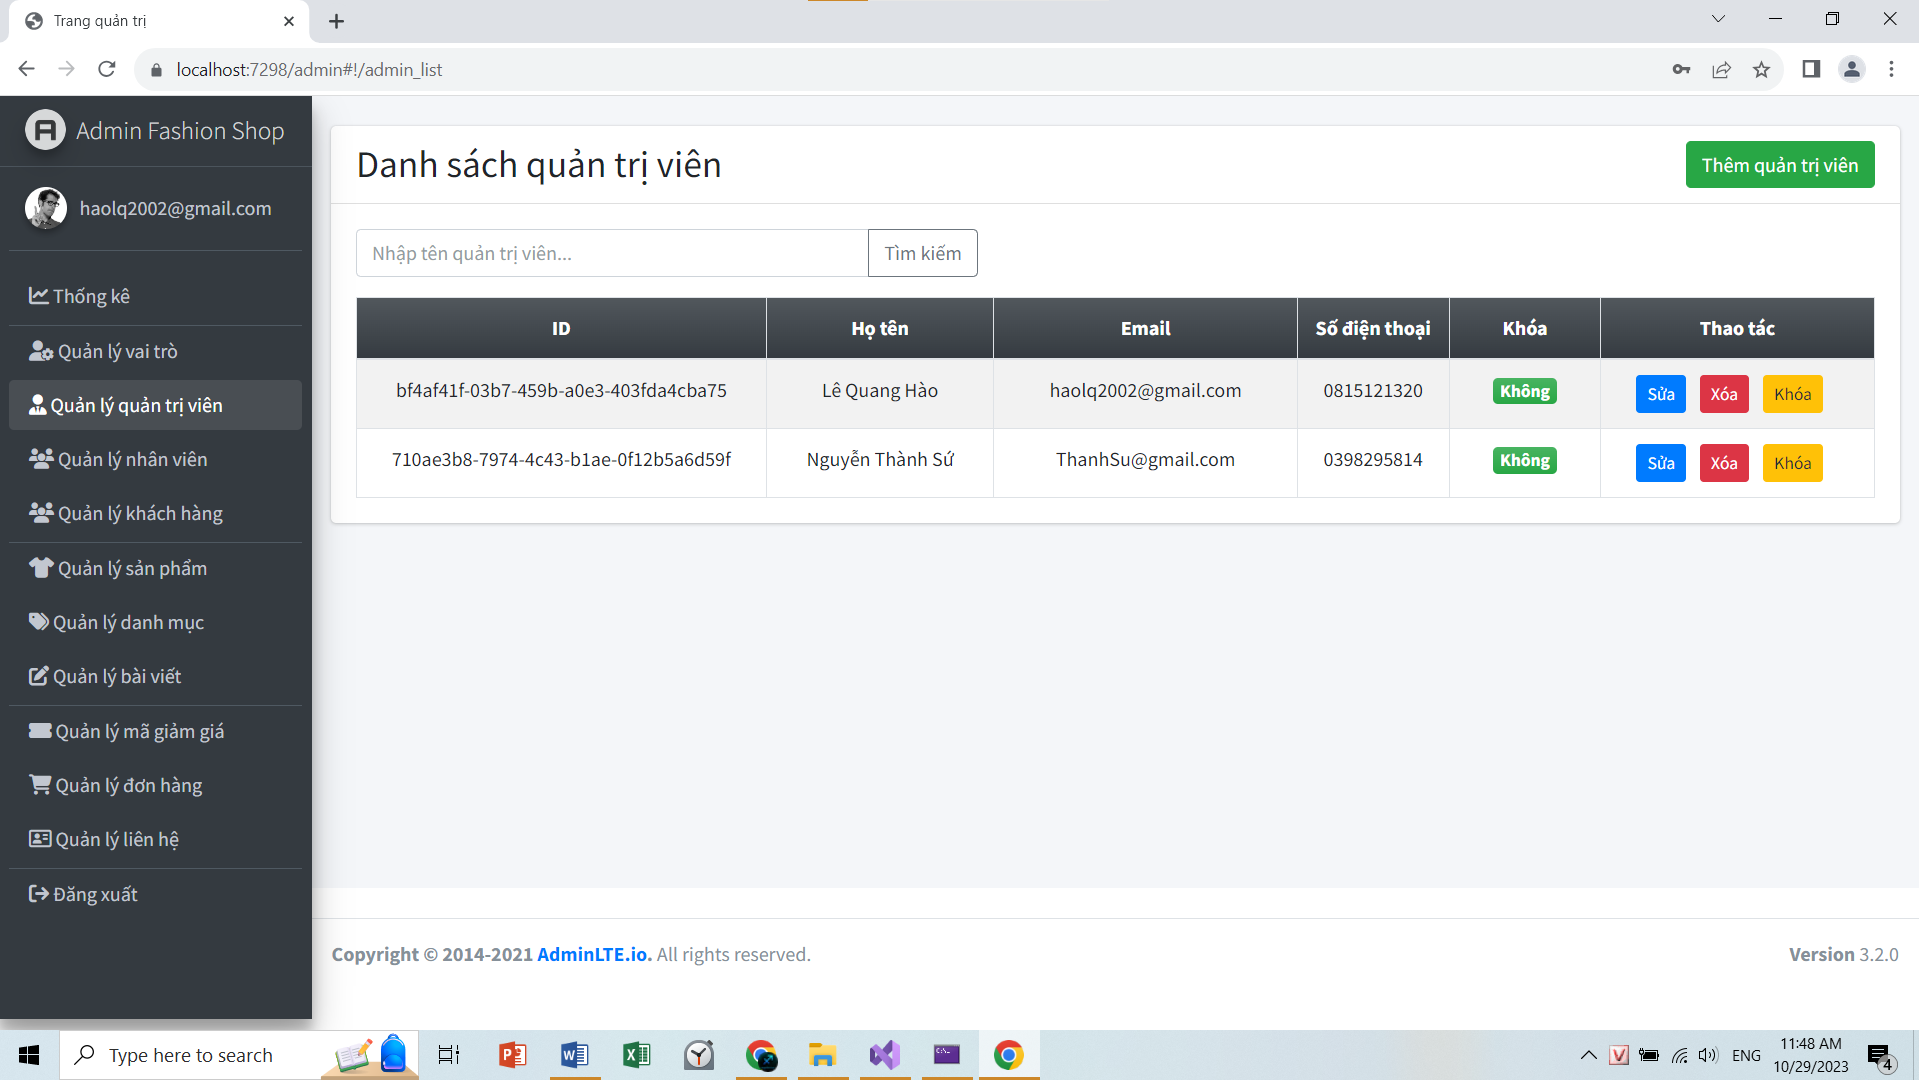 Trang quản trị
localhost:7298/admin#!/admin_list
Admin Fashion Shop
haolq2002@gmail.com
Thống kê
Quản lý vai trò
Quản lý quản trị viên
Quản lý nhân viên
Quản lý khách hàng
Quản lý sản phẩm
Quản lý danh mục
Quản lý bài viết
Quản lý mã giảm giá
Quản lý đơn hàng
Quản lý liên hệ
Đăng xuất
Danh sách quản trị viên
Thêm quản trị viên
Nhập tên quản trị viên... Tìm kiếm
ID Họ tên Email Số điện thoại Khóa Thao tác
bf4af41f-03b7-459b-a0e3-403fda4cba75 Lê Quang Hào haolq2002@gmail.com 0815121320 Không Sửa Xóa Khóa
710ae3b8-7974-4c43-b1ae-0f12b5a6d59f Nguyễn Thành Sứ ThanhSu@gmail.com 0398295814 Không Sửa Xóa Khóa
Copyright © 2014-2021 AdminLTE.io. All rights reserved.
Version 3.2.0
Type here to search
ENG
11:48 AM
10/29/2023
4